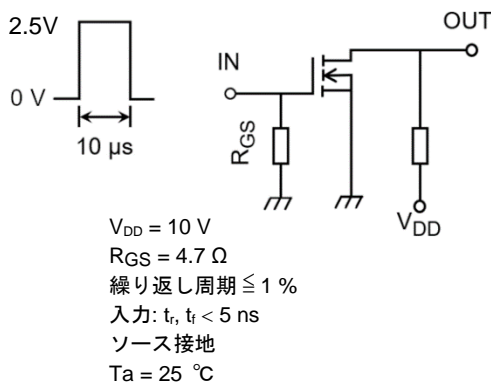 2.5V
0 V
10 µs
IN
OUT
RGS
VDD
VDD = 10 V
RGS = 4.7 Ω
繰り返し周期 ≦ 1 %
入力: tr, tf < 5 ns
ソース接地
Ta = 25 ℃